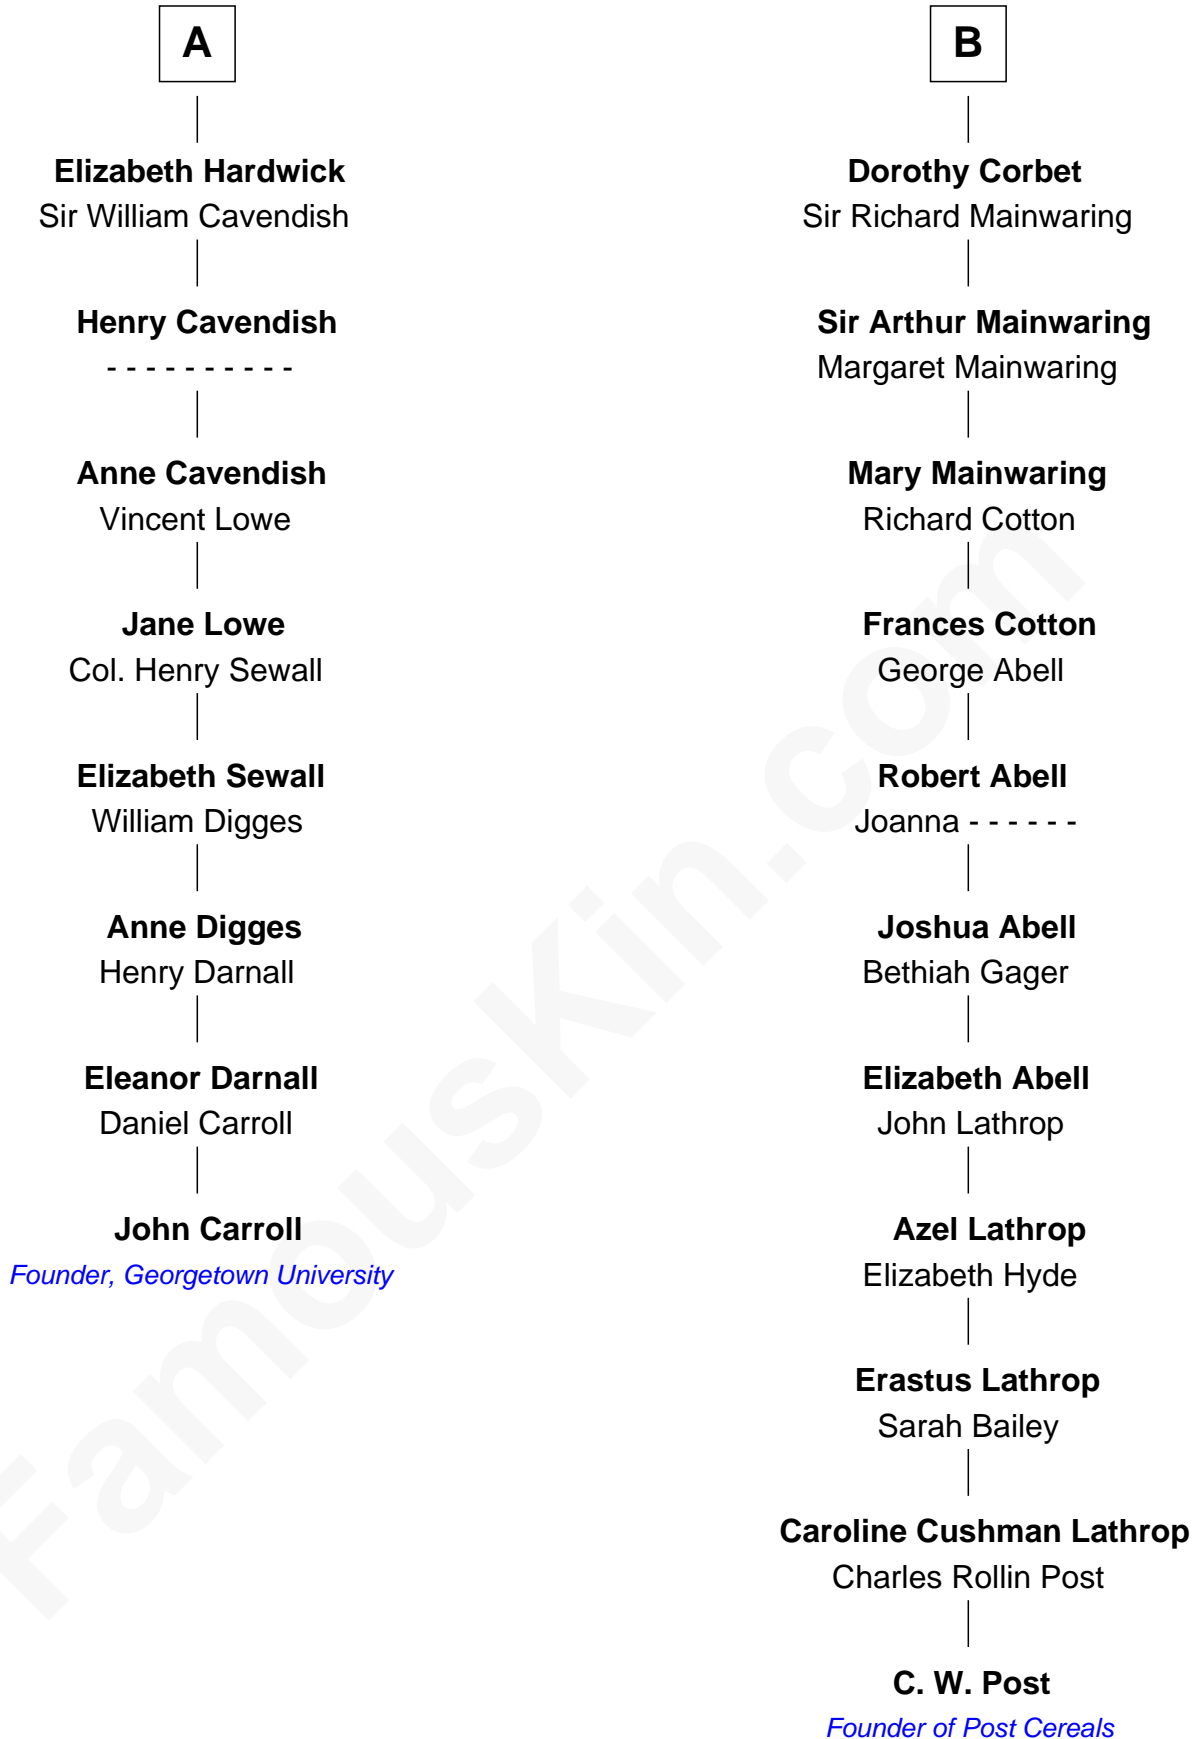 A
Elizabeth Hardwick
Sir William Cavendish
Henry Cavendish
- - - - - - - - - -
Anne Cavendish
Vincent Lowe
Jane Lowe
Col. Henry Sewall
Elizabeth Sewall
William Digges
Anne Digges
Henry Darnall
Eleanor Darnall
Daniel Carroll
John Carroll
Founder, Georgetown University
B
Dorothy Corbet
Sir Richard Mainwaring
Sir Arthur Mainwaring
Margaret Mainwaring
Mary Mainwaring
Richard Cotton
Frances Cotton
George Abell
Robert Abell
Joanna - - - - - -
Joshua Abell
Bethiah Gager
Elizabeth Abell
John Lathrop
Azel Lathrop
Elizabeth Hyde
Erastus Lathrop
Sarah Bailey
Caroline Cushman Lathrop
Charles Rollin Post
C. W. Post
Founder of Post Cereals
FamousKin.com